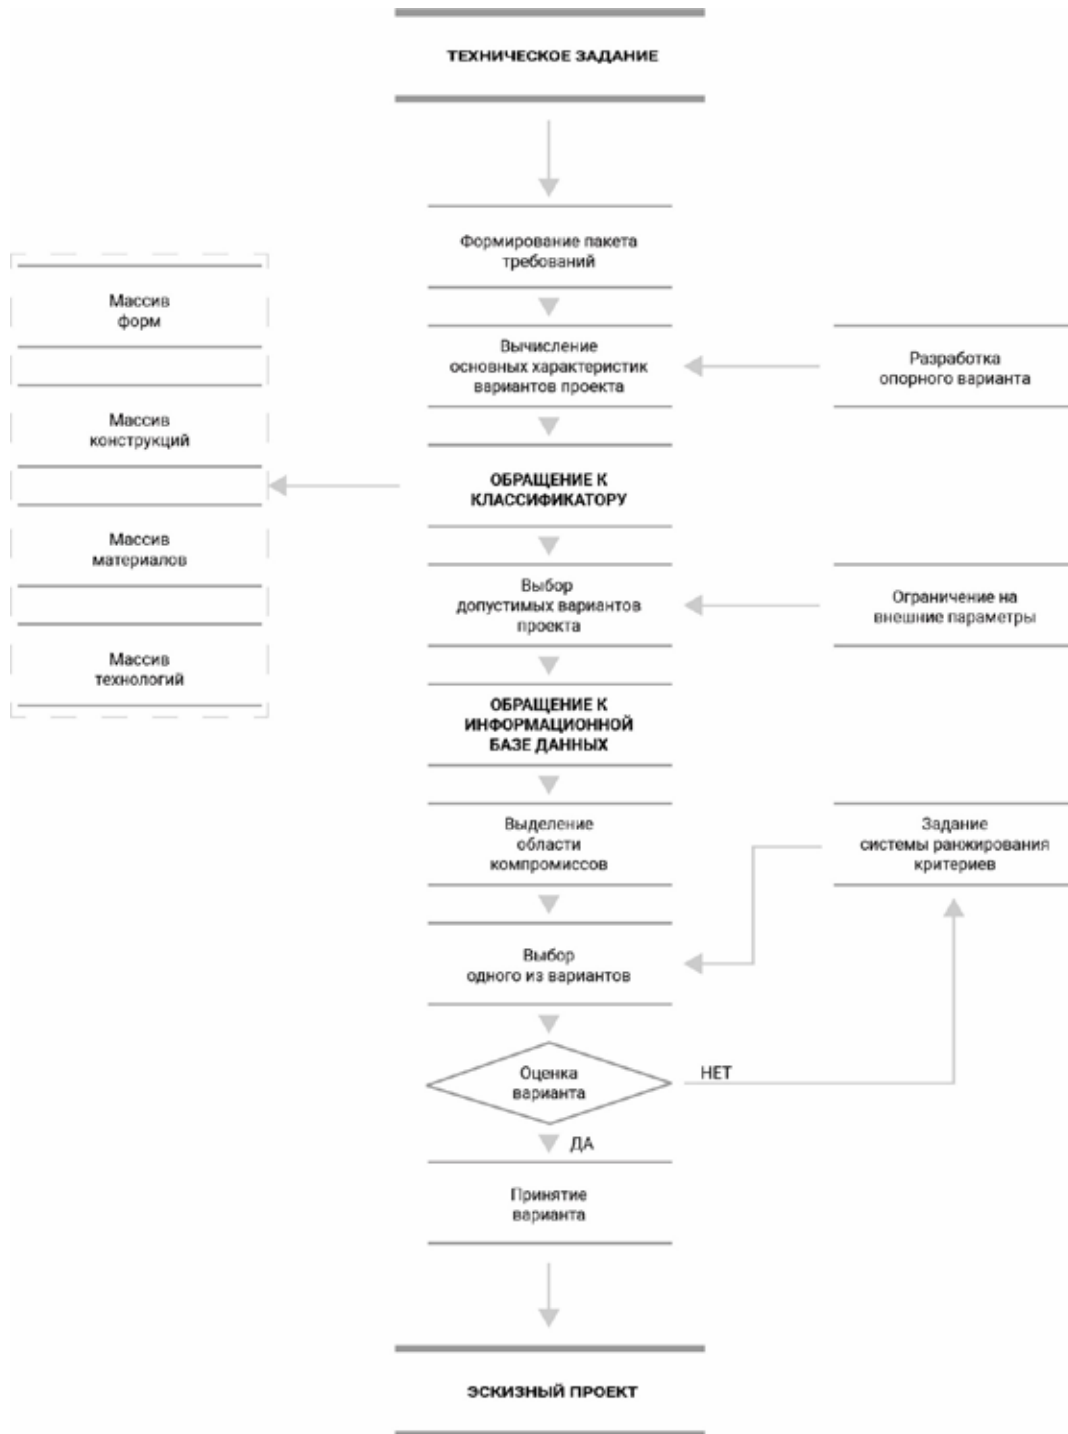 ТЕХНИЧЕСКОЕ ЗАДАНИЕ
Формирование пакета
требований
Массив
форм
Вычисление
основных характеристик
вариантов проекта
Разработка
опорного варианта
Массив
конструкций
ОБРАЩЕНИЕ К
КЛАССИФИКАТОРУ
Массив
материалов
Выбор
допустимых вариантов
проекта
Ограничение на
внешние параметры
Массив
технологий
ОБРАЩЕНИЕ К
ИНФОРМАЦИОННОЙ
БАЗЕ ДАННЫХ
Выделение
области
компромиссов
Задание
системы ранжирования
критериев
Выбор
одного из вариантов
Оценка
варианта
НЕТ
ДА
Принятие
варианта
ЭСКИЗНЫЙ ПРОЕКТ